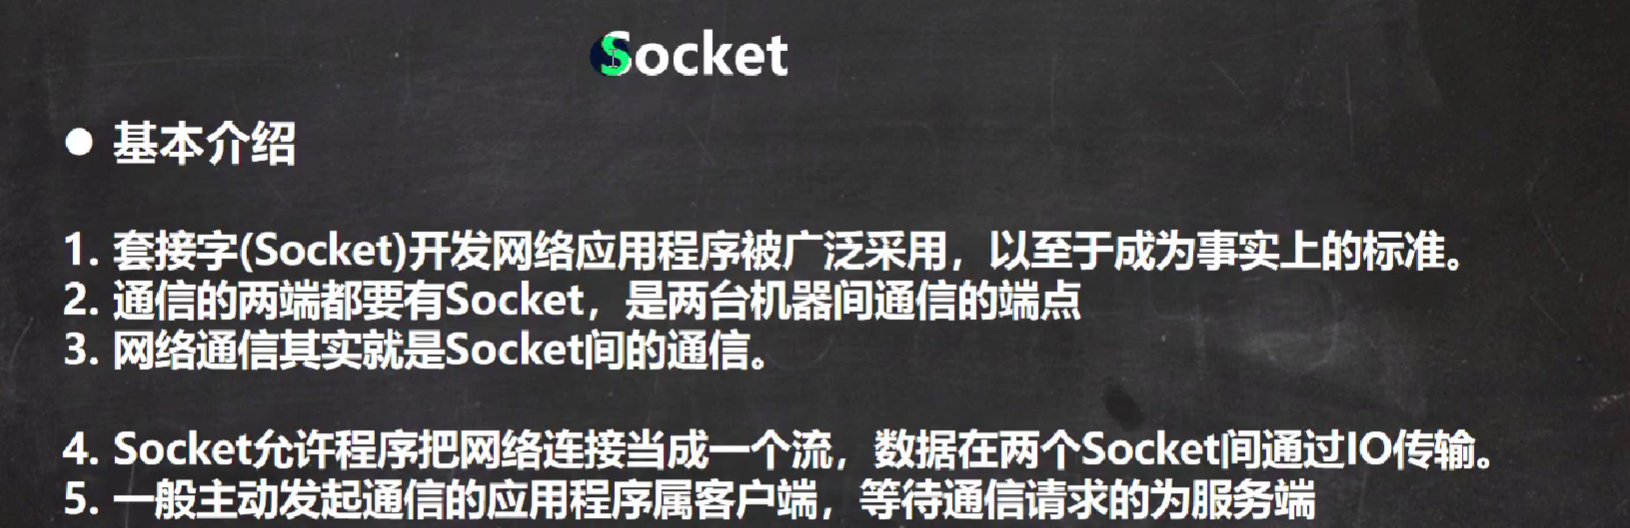 Socket
● 基本介绍
1. 套接字(Socket)开发网络应用程序被广泛采用，以至于成为事实上的标准。
2. 通信的两端都要有Socket，是两台机器间通信的端点
3. 网络通信其实就是Socket间的通信。
4. Socket允许程序把网络连接当成一个流，数据在两个Socket间通过IO传输。
5. 一般主动发起通信的应用程序属客户端，等待通信请求的为服务端